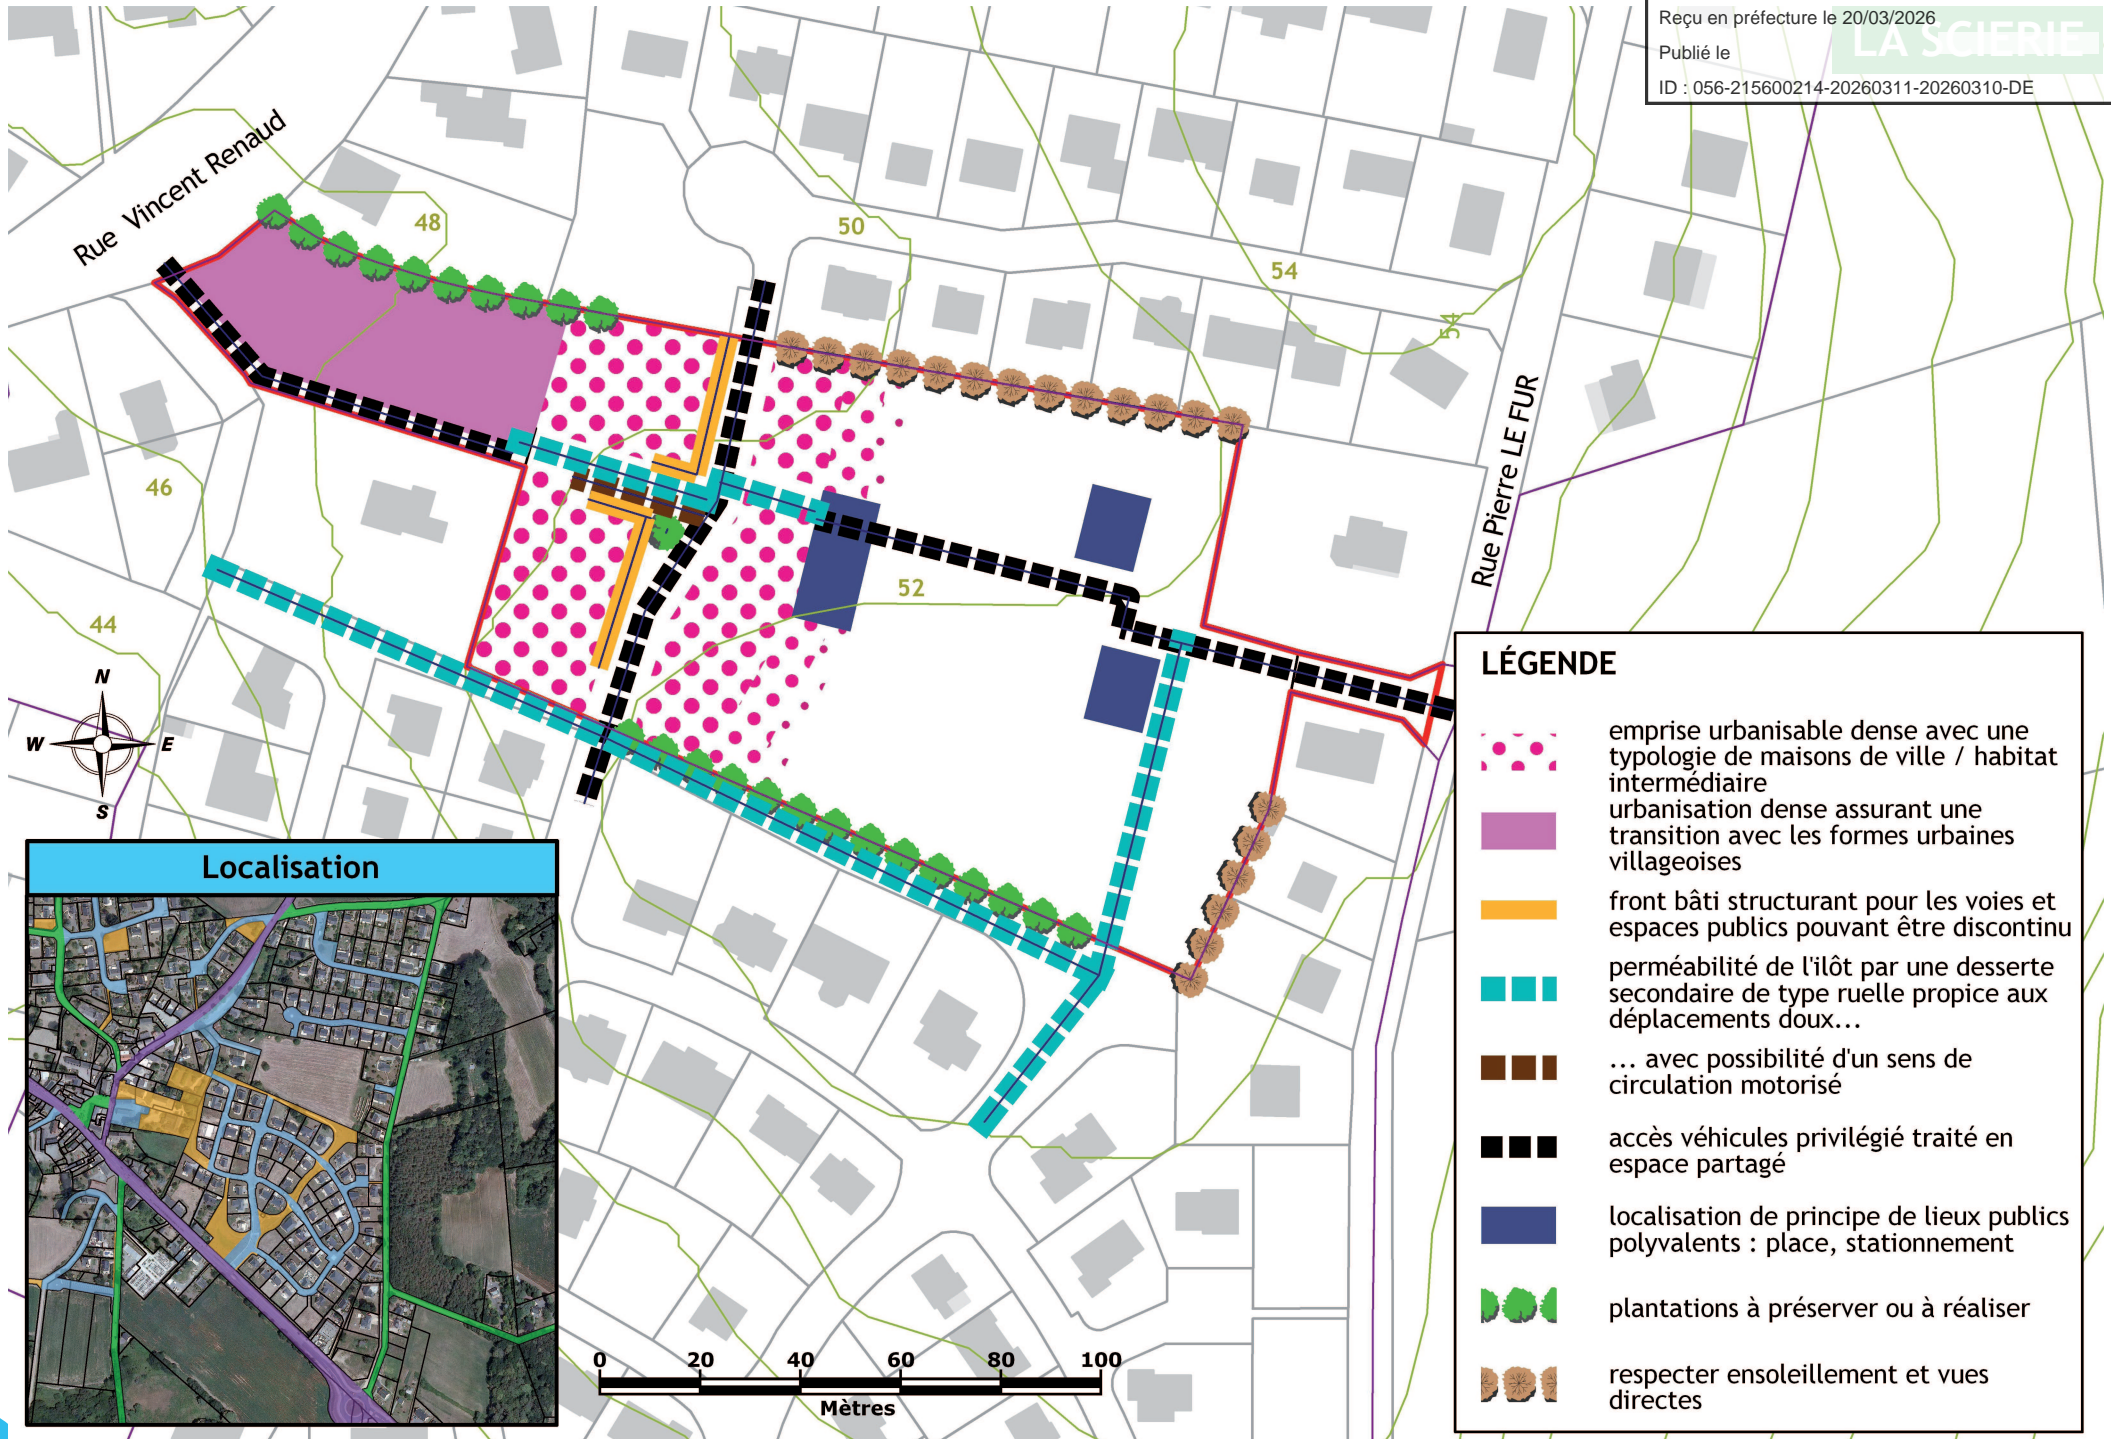 Reçu en préfecture le 20/03/2026
Publié le
ID : 056-215600214-20260311-20260310-DE
LA SCIERIE
Rue Vincent Renaud
48
50
54
54
Rue Pierre LE FUR
46
52
44
N
W
E
S
LÉGENDE
emprise urbanisable dense avec une
typologie de maisons de ville / habitat
intermédiaire
urbanisation dense assurant une
transition avec les formes urbaines
villageoises
front bâti structurant pour les voies et
espaces publics pouvant être discontinu
perméabilité de l'ilôt par une desserte
secondaire de type ruelle propice aux
déplacements doux...
... avec possibilité d'un sens de
circulation motorisé
accès véhicules privilégié traité en
espace partagé
localisation de principe de lieux publics
polyvalents : place, stationnement
plantations à préserver ou à réaliser
respecter ensoleillement et vues
directes
Localisation
0 20 40 60 80 100
Mètres